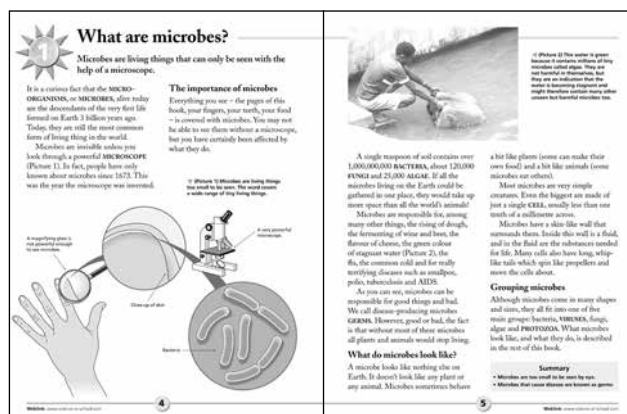 1
What are microbes?
Microbes are living things that can only be seen with the
help of a microscope.
It is a curious fact that the MICRO-
ORGANISMS, or MICROBES, alive today
are the descendants of the very first life
formed on Earth 3 billion years ago.
Today, they are still the most common
form of living thing in the world.
Microbes are invisible unless you
look through a powerful MICROSCOPE
(Picture 1). In fact, people have only
known about microbes since 1673. This
was the year the microscope was invented.
The importance of microbes
Everything you see – the pages of this
book, your fingers, your teeth, your food
– is covered with microbes. You may not
be able to see them without a microscope,
but you have certainly been affected by
what they do.
(Picture 1) Microbes are living things
too small to be seen. The word covers
a wide range of tiny living things.
A magnifying glass is
not powerful enough
to see microbes.
A very powerful
microscope.
Close-up of skin
Bacteria
4
Weblink: www.science-at-school.com
(Picture 2) This water is green
because it contains millions of tiny
microbes called algae. They are
not harmful in themselves, but
they are an indication that the
water is becoming stagnant and
might therefore contain many other
unseen but harmful microbes too.
A single teaspoon of soil contains over
1,000,000,000 BACTERIA, about 120,000
FUNGI and 25,000 ALGAE. If all the
microbes living on the Earth could be
gathered in one place, they would take up
more space than all the world's animals!
Microbes are responsible for, among
many other things, the rising of dough,
the fermenting of wine and beer, the
flavour of cheese, the green colour
of stagnant water (Picture 2), the
flu, the common cold and for really
terrifying diseases such as smallpox,
polio, tuberculosis and AIDS.
As you can see, microbes can be
responsible for good things and bad.
We call disease-producing microbes
GERMS. However, good or bad, the fact
is that without most of these microbes
all plants and animals would stop living.
What do microbes look like?
A microbe looks like nothing else on
Earth. It doesn't look like any plant or
any animal. Microbes sometimes behave
a bit like plants (some can make their
own food) and a bit like animals (some
microbes eat others).
Most microbes are very simple
creatures. Even the biggest are made of
just a single CELL, usually less than one
tenth of a millimetre across.
Microbes have a skin-like wall that
surrounds them. Inside this wall is a fluid,
and in the fluid are the substances needed
for life. Many cells also have long, whip-
like tails which spin like propellers and
move the cells about.
Grouping microbes
Although microbes come in many shapes
and sizes, they all fit into one of five
main groups: bacteria, VIRUSES, fungi,
algae and PROTOZOA. What microbes
look like, and what they do, is described
in the rest of this book.
Summary
• Microbes are too small to be seen by eye.
• Microbes that cause disease are known as germs
5
Weblink: www.science-at-school.com